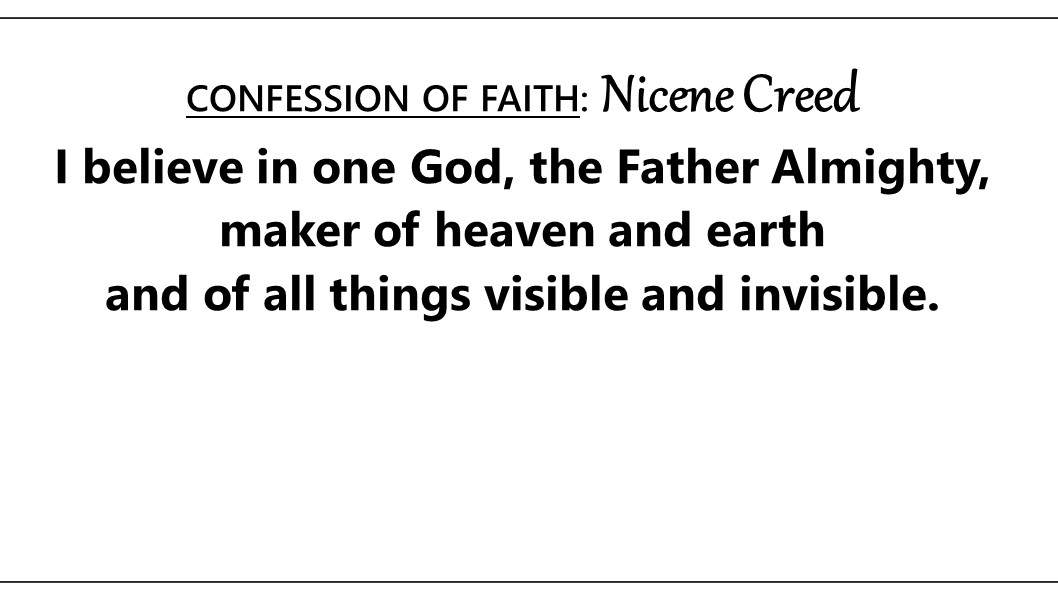 CONFESSION OF FAITH: Nicene Creed
I believe in one God, the Father Almighty,
maker of heaven and earth
and of all things visible and invisible.